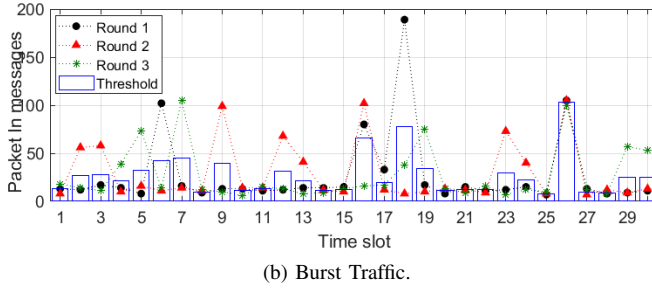 200
150
100
50
0
Packet In messages
Round 1
Round 2
Round 3
Threshold
1 3 5 7 9 11 13 15 17 19 21 23 25 27 29
Time slot
(b) Burst Traffic.